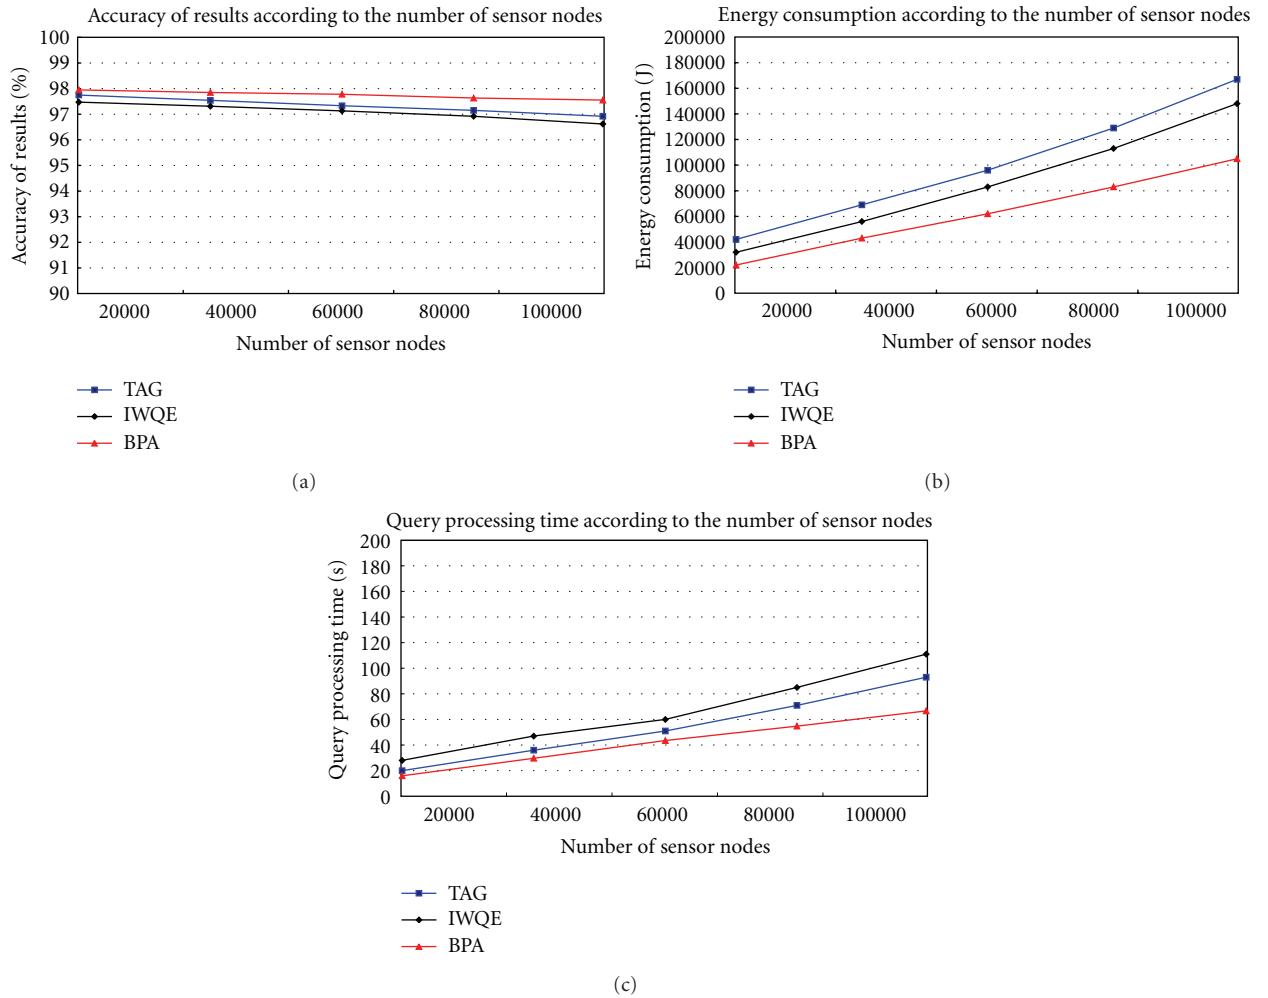 Accuracy of results according to the number of sensor nodes
100
99
98
97
96
95
94
93
92
91
90
Accuracy of results (%)
20000 40000 60000 80000 100000
Number of sensor nodes
TAG
IWQE
BPA
(a)
Energy consumption according to the number of sensor nodes
200000
180000
160000
140000
120000
100000
80000
60000
40000
20000
0
Energy consumption (J)
20000 40000 60000 80000 100000
Number of sensor nodes
TAG
IWQE
BPA
(b)
Query processing time according to the number of sensor nodes
200
180
160
140
120
100
80
60
40
20
0
Query processing time (s)
20000 40000 60000 80000 100000
Number of sensor nodes
TAG
IWQE
BPA
(c)